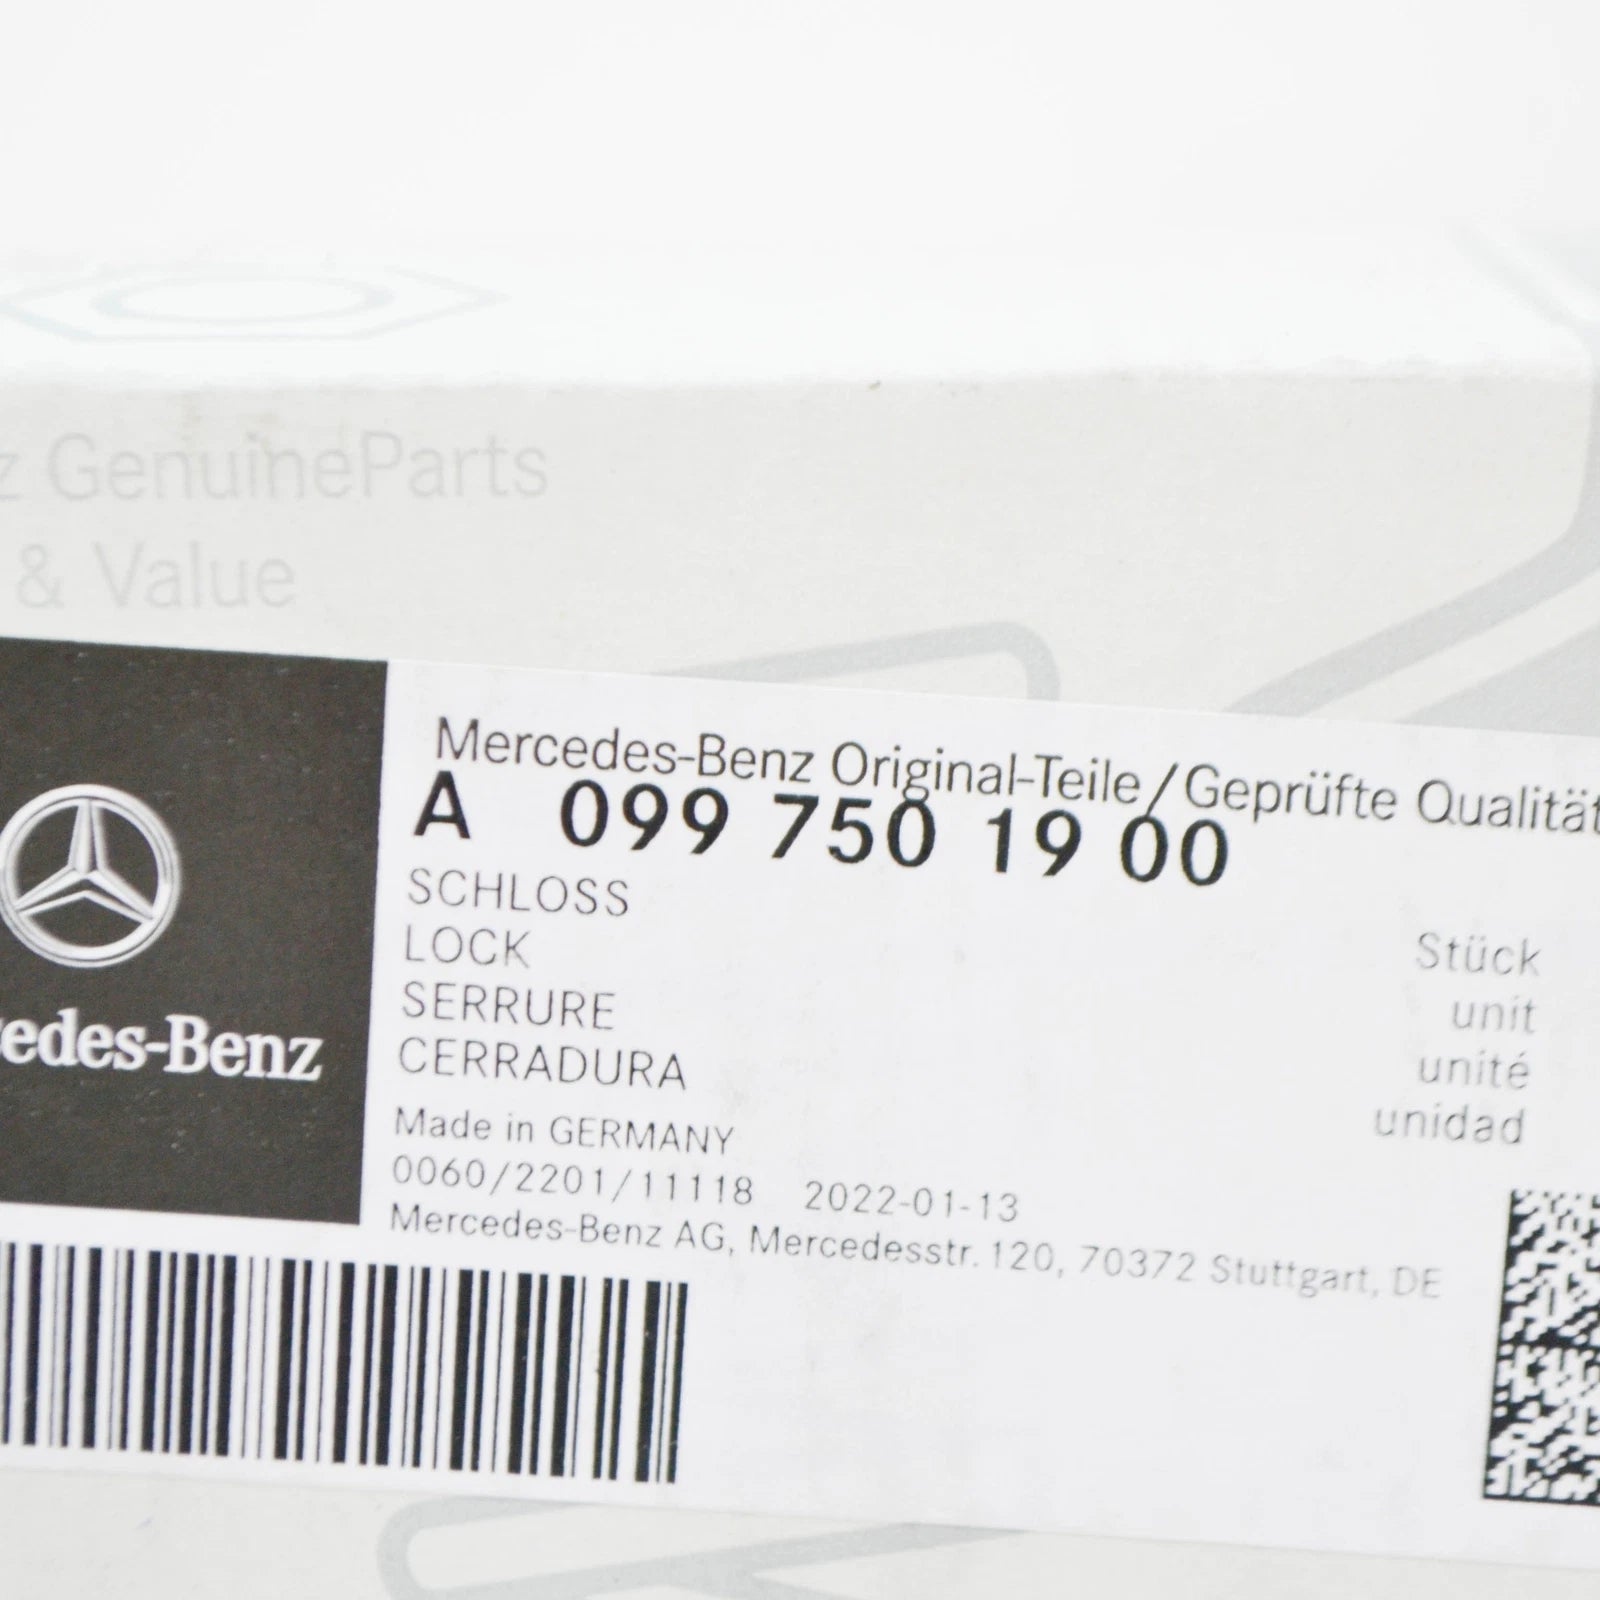 GenuineParts
& Value
Mercedes-Benz Original-Teile/Geprüfte Qualität
A 099 750 19 00
SCHLOSS
LOCK
SERRURE
CERRADURA
Stück
unit
unité
unidad
edes-Benz
Made in GERMANY
0060/2201/11118 2022-01-13
Mercedes-Benz AG, Mercedesstr. 120, 70372 Stuttgart, DE